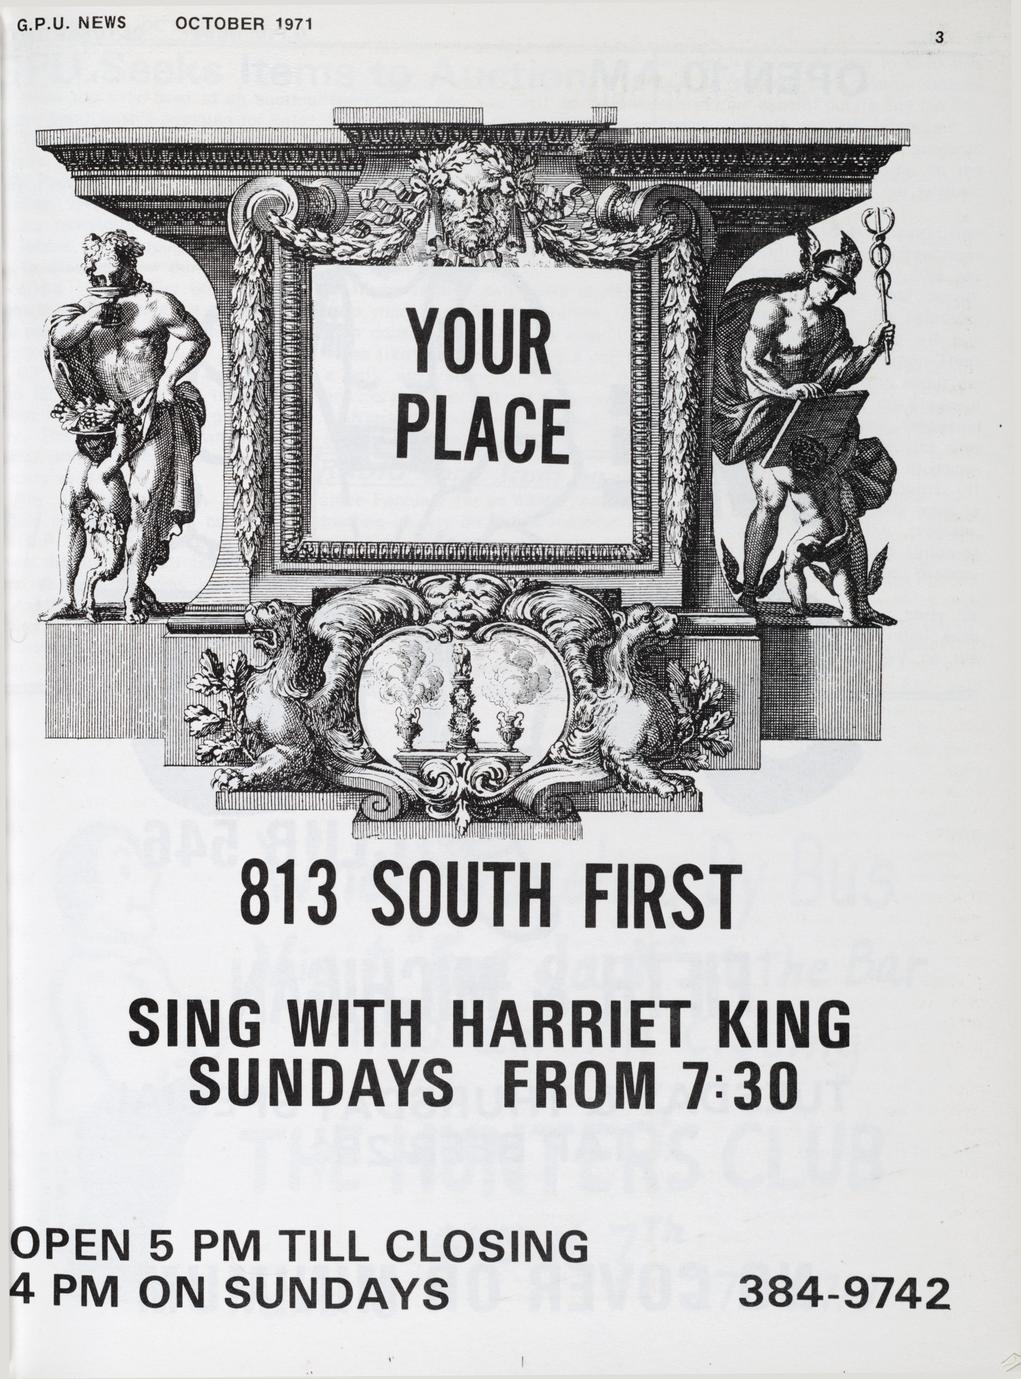 G.P.U. NEWS OCTOBER 1971 3
YOUR
PLACE
813 SOUTH FIRST
SING WITH HARRIET KING
SUNDAYS FROM 7:30
OPEN 5 PM TILL CLOSING
4 PM ON SUNDAYS 384-9742